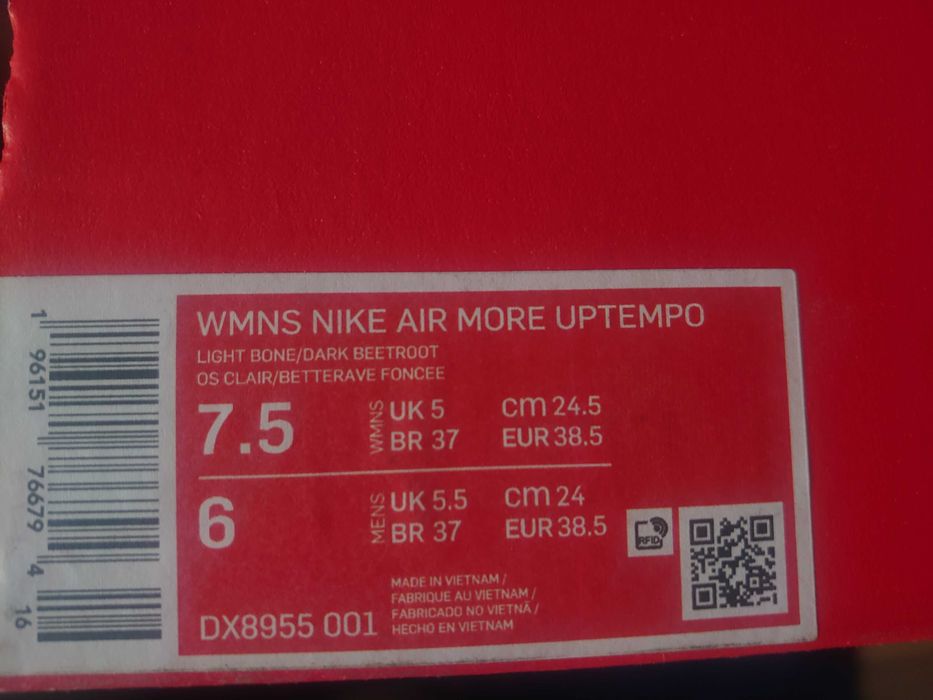 1 96151 76679 4 16
WMNS NIKE AIR MORE UPTEMPO
LIGHT BONE/DARK BEETROOT
OS CLAIR/BETTERAVE FONCEE
7.5 WMNS UK 5 cm 24.5
BR 37 EUR 38.5
6 MENS UK 5.5 cm 24
BR 37 EUR 38.5
RFID
DX8955 001
MADE IN VIETNAM /
FABRIQUE AU VIETNAM /
FABRICADO NO VIETNÃ /
HECHO EN VIETNAM